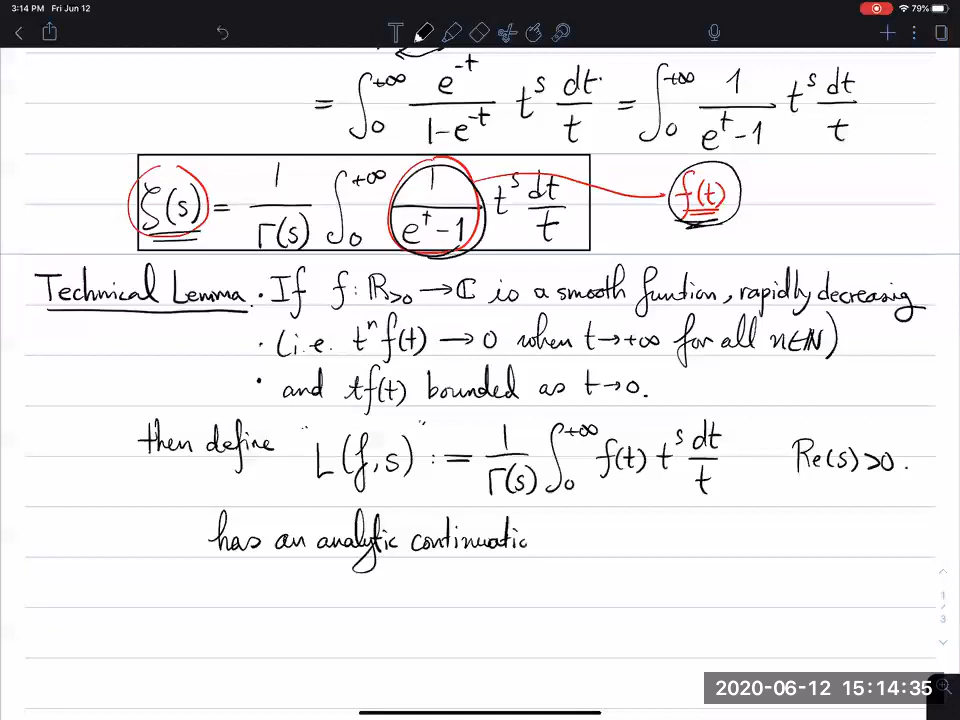 3:14 PM Fri Jun 12
79%
= ∫₀^{+∞} e^{-t} / (1-e^{-t}) t^s dt/t = ∫₀^{+∞} 1/(e^t-1) t^s dt/t
ζ(s) = 1/Γ(s) ∫₀^{+∞} 1/(e^t-1) t^s dt/t f(t)
Technical Lemma. · If f: ℝ_{>0} → ℂ is a smooth function, rapidly decreasing
· (i.e. t^n f(t) → 0 when t→+∞ for all n∈ℕ)
· and tf(t) bounded as t→0.
then define "L(f,s)" := 1/Γ(s) ∫₀^{+∞} f(t) t^s dt/t Re(s)>0.
has an analytic continuatio
1/3
2020-06-12 15:14:35